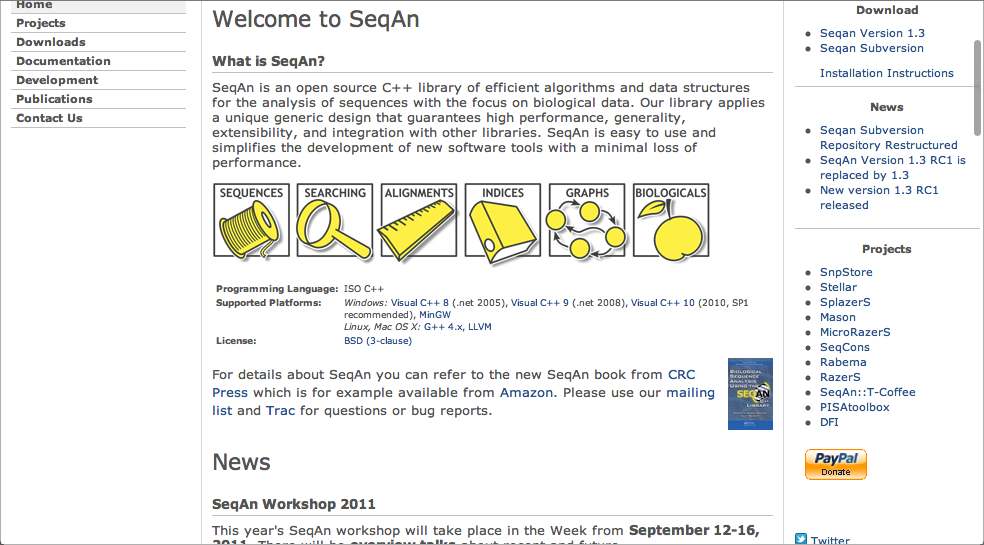 Home
Projects
Downloads
Documentation
Development
Publications
Contact Us
Welcome to SeqAn
What is SeqAn?
SeqAn is an open source C++ library of efficient algorithms and data structures
for the analysis of sequences with the focus on biological data. Our library applies
a unique generic design that guarantees high performance, generality,
extensibility, and integration with other libraries. SeqAn is easy to use and
simplifies the development of new software tools with a minimal loss of
performance.
SEQUENCES SEARCHING ALIGNMENTS INDICES GRAPHS BIOLOGICALS
Programming Language: ISO C++
Supported Platforms: Windows: Visual C++ 8 (.net 2005), Visual C++ 9 (.net 2008), Visual C++ 10 (2010, SP1
recommended), MinGW
Linux, Mac OS X: G++ 4.x, LLVM
License: BSD (3-clause)
For details about SeqAn you can refer to the new SeqAn book from CRC
Press which is for example available from Amazon. Please use our mailing
list and Trac for questions or bug reports.
BIOLOGICAL
SEQUENCE
ANALYSIS
USING THE
SEQAN
LIBRARY
News
SeqAn Workshop 2011
This year's SeqAn workshop will take place in the Week from September 12-16,
2011. There will be overview talks about recent and future
Download
Seqan Version 1.3
Seqan Subversion
Installation Instructions
News
Seqan Subversion
Repository Restructured
SeqAn Version 1.3 RC1 is
replaced by 1.3
New version 1.3 RC1
released
Projects
SnpStore
Stellar
SplazerS
Mason
MicroRazerS
SeqCons
Rabema
RazerS
SeqAn::T-Coffee
PISAtoolbox
DFI
PayPal
Donate
Twitter